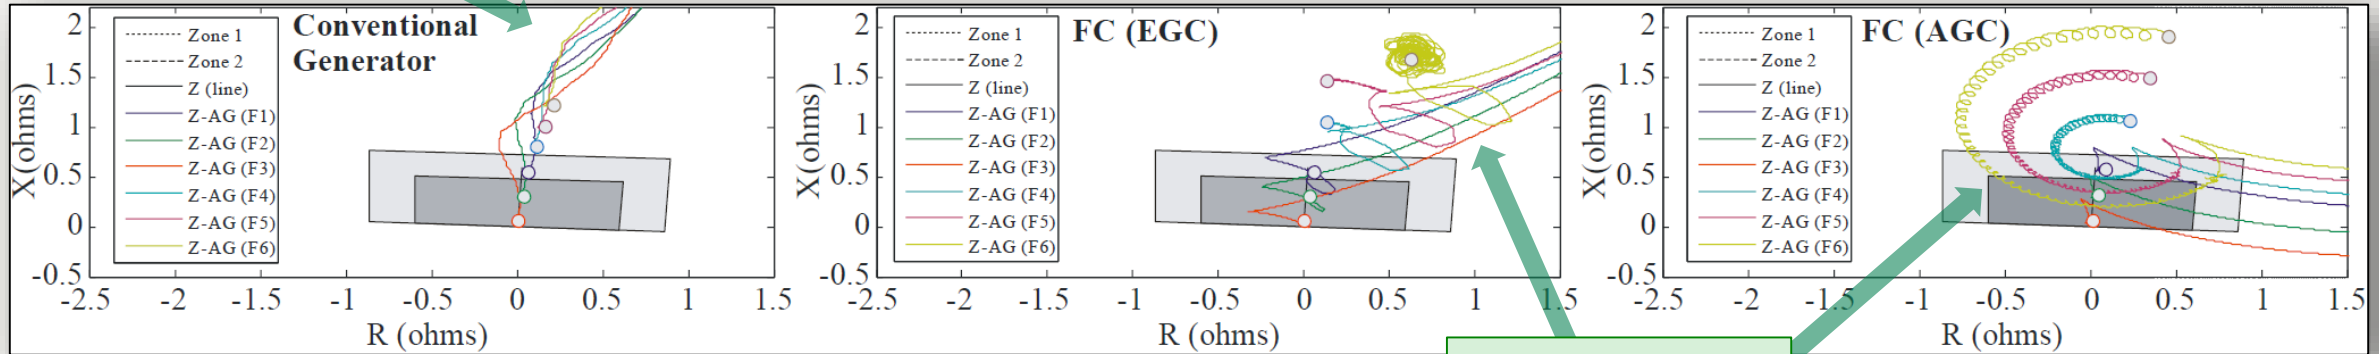 Conventional
Generator
Zone 1
Zone 2
Z (line)
Z-AG (F1)
Z-AG (F2)
Z-AG (F3)
Z-AG (F4)
Z-AG (F5)
Z-AG (F6)
X(ohms)
2
1.5
1
0.5
0
-0.5
-2.5 -2 -1.5 -1 -0.5 0 0.5 1 1.5
R (ohms)
FC (EGC)
Zone 1
Zone 2
Z (line)
Z-AG (F1)
Z-AG (F2)
Z-AG (F3)
Z-AG (F4)
Z-AG (F5)
Z-AG (F6)
X(ohms)
2
1.5
1
0.5
0
-0.5
-2.5 -2 -1.5 -1 -0.5 0 0.5 1 1.5
R (ohms)
FC (AGC)
Zone 1
Zone 2
Z (line)
Z-AG (F1)
Z-AG (F2)
Z-AG (F3)
Z-AG (F4)
Z-AG (F5)
Z-AG (F6)
X(ohms)
2
1.5
1
0.5
0
-0.5
-2.5 -2 -1.5 -1 -0.5 0 0.5 1 1.5
R (ohms)